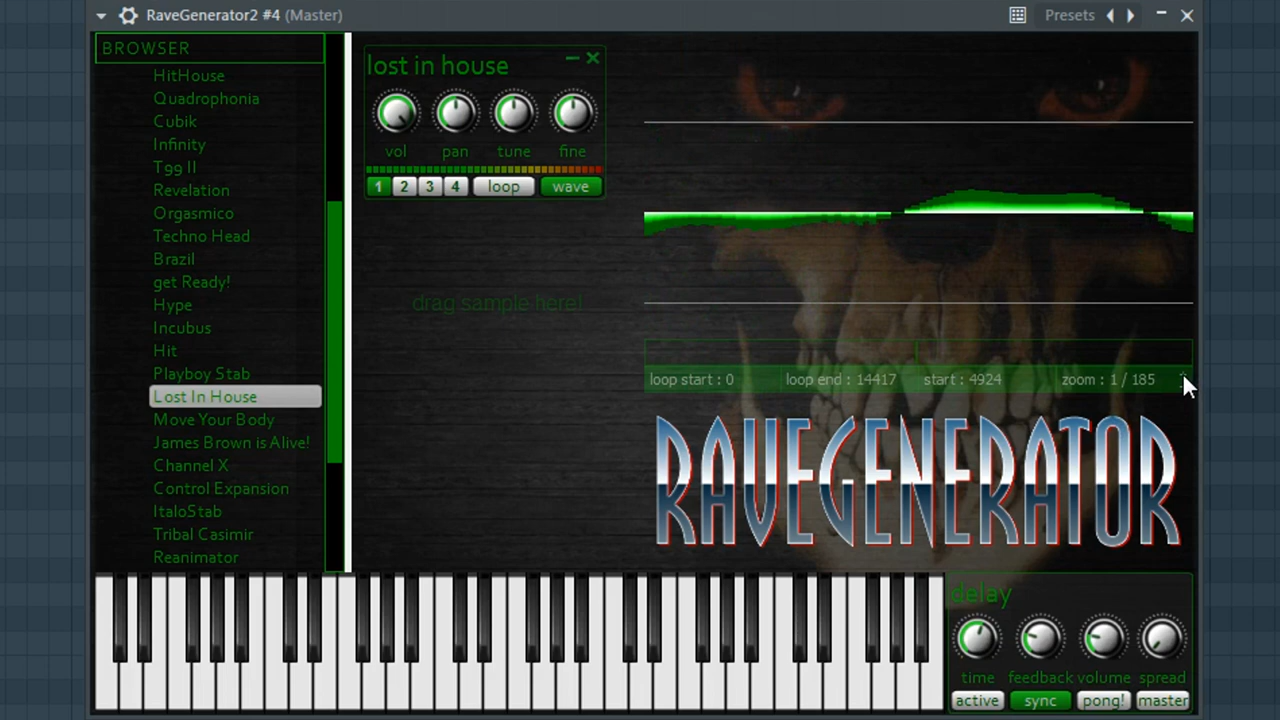 RaveGenerator2 #4 (Master)
Presets
BROWSER
HitHouse
Quadrophonia
Cubik
Infinity
T99 II
Revelation
Orgasmico
Techno Head
Brazil
get Ready!
Hype
Incubus
Hit
Playboy Stab
Lost In House
Move Your Body
James Brown is Alive!
Channel X
Control Expansion
ItaloStab
Tribal Casimir
Reanimator
lost in house
vol pan tune fine
1 2 3 4 loop wave
drag sample here!
loop start : 0 loop end : 14417 start : 4924 zoom : 1 / 185
RAVEGENERATOR
delay
time feedback volume spread
active sync pong! master